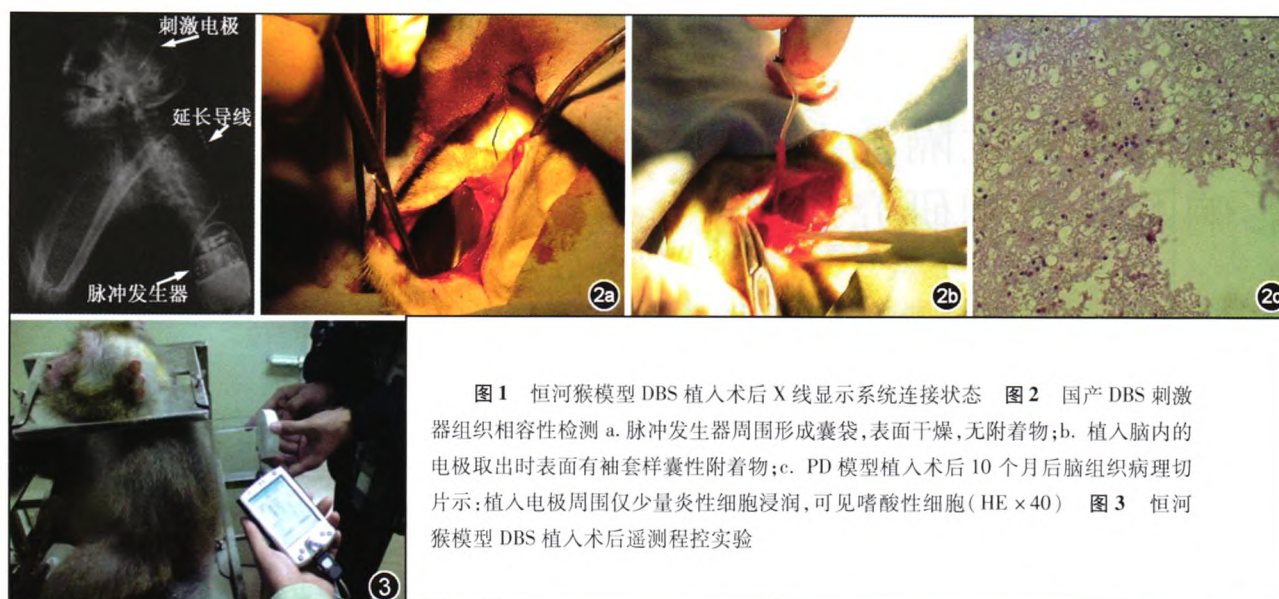 刺激电极
延长导线
脉冲发生器
2a
2b
2c
3
图1 恒河猴模型 DBS 植入术后 X 线显示系统连接状态 图2 国产 DBS 刺激
器组织相容性检测 a. 脉冲发生器周围形成囊袋,表面干燥,无附着物;b. 植入脑内的
电极取出时表面有袖套样囊性附着物;c. PD 模型植入术后 10 个月后脑组织病理切
片示:植入电极周围仅少量炎性细胞浸润,可见嗜酸性细胞(HE ×40) 图3 恒河
猴模型 DBS 植入术后遥测程控实验